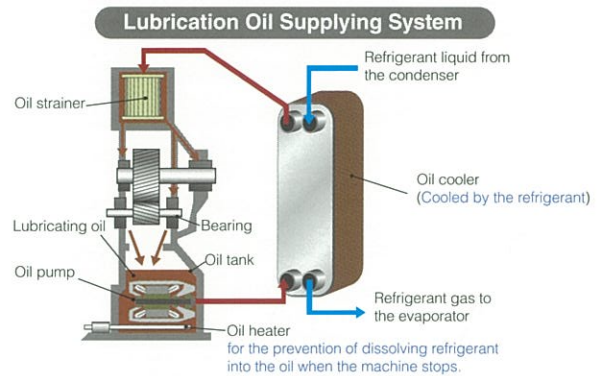 Lubrication Oil Supplying System
Refrigerant liquid from
the condenser
Oil strainer
Oil cooler
(Cooled by the refrigerant)
Bearing
Lubricating oil
Oil tank
Oil pump
Refrigerant gas to
the evaporator
Oil heater
for the prevention of dissolving refrigerant
into the oil when the machine stops.